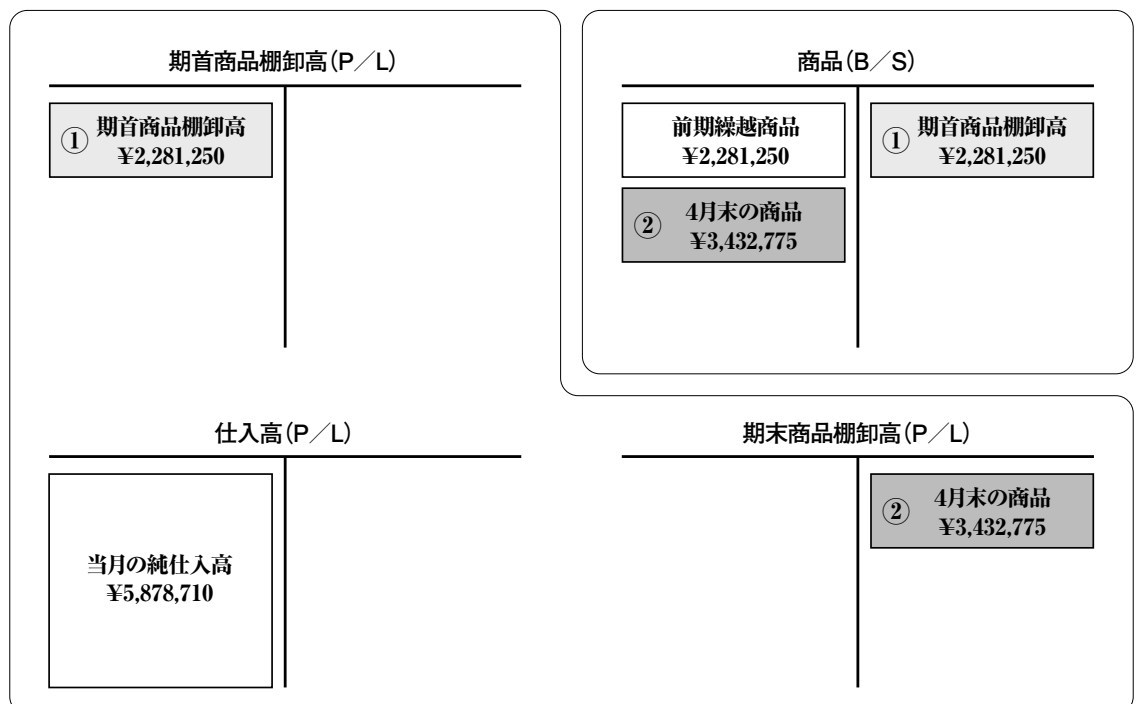 期首商品棚卸高(P／L)
① 期首商品棚卸高
¥2,281,250
商品(B／S)
前期繰越商品
¥2,281,250
① 期首商品棚卸高
¥2,281,250
② 4月末の商品
¥3,432,775
仕入高(P／L)
当月の純仕入高
¥5,878,710
期末商品棚卸高(P／L)
② 4月末の商品
¥3,432,775